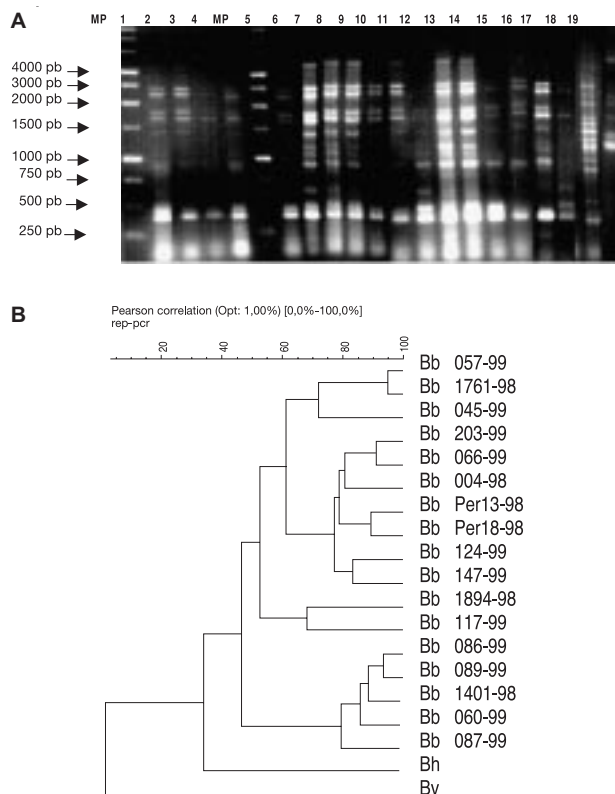 MP 1 2 3 4 MP 5 6 7 8 9 10 11 12 13 14 15 16 17 18 19
A
4000 pb
3000 pb
2000 pb
1500 pb
1000 pb
750 pb
500 pb
250 pb
B
Pearson correlation (Opt: 1,00%) [0,0%-100,0%]
rep-pcr
20 40 60 80 100
Bb 057-99
Bb 1761-98
Bb 045-99
Bb 203-99
Bb 066-99
Bb 004-98
Bb Per13-98
Bb Per18-98
Bb 124-99
Bb 147-99
Bb 1894-98
Bb 117-99
Bb 086-99
Bb 089-99
Bb 1401-98
Bb 060-99
Bb 087-99
Bh
Bv